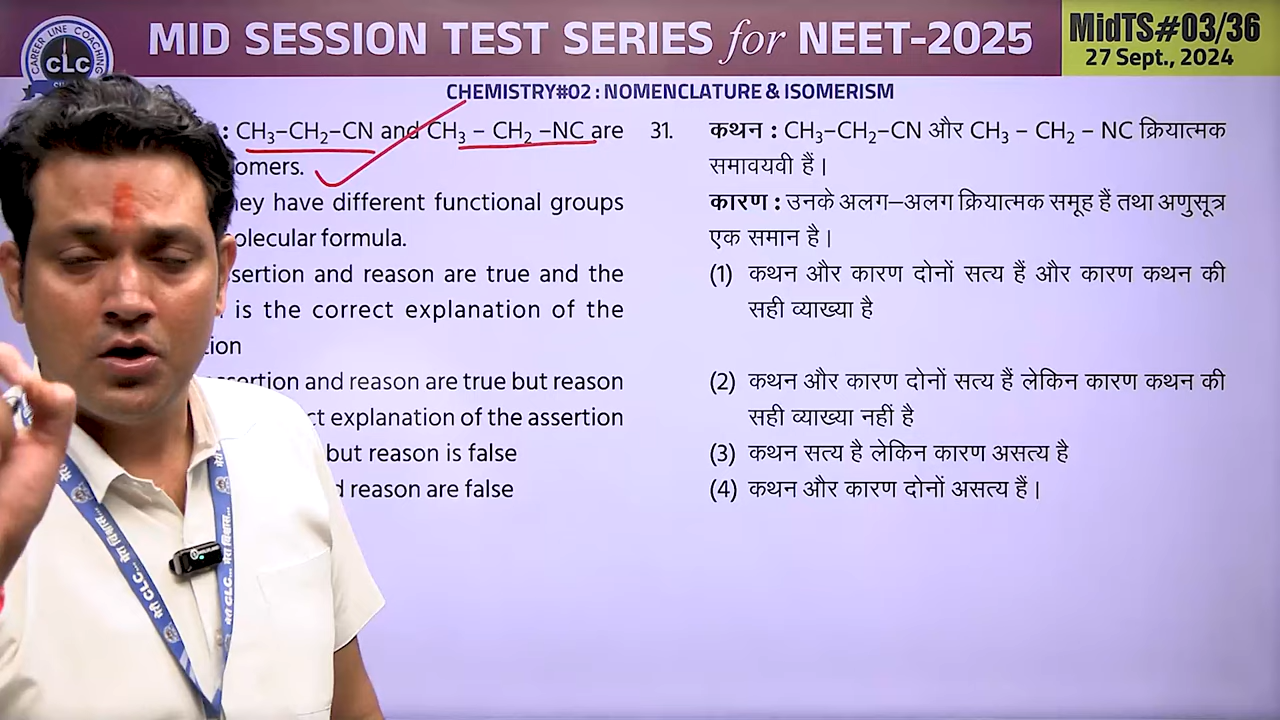 MID SESSION TEST SERIES for NEET-2025
MidTS#03/36
27 Sept., 2024
CAREER LINE COACHING
CLC
CHEMISTRY#02 : NOMENCLATURE & ISOMERISM
: CH₃–CH₂–CN and CH₃ – CH₂ –NC are
omers.
hey have different functional groups
olecular formula.
ssertion and reason are true and the
is the correct explanation of the
tion
assertion and reason are true but reason
ct explanation of the assertion
but reason is false
d reason are false
31. कथन : CH₃–CH₂–CN और CH₃ – CH₂ – NC क्रियात्मक
समावयवी हैं।
कारण : उनके अलग–अलग क्रियात्मक समूह हैं तथा अणुसूत्र
एक समान है।
(1) कथन और कारण दोनों सत्य हैं और कारण कथन की
सही व्याख्या है
(2) कथन और कारण दोनों सत्य हैं लेकिन कारण कथन की
सही व्याख्या नहीं है
(3) कथन सत्य है लेकिन कारण असत्य है
(4) कथन और कारण दोनों असत्य हैं।
मेरा विश्वास...
मेरी CLC...